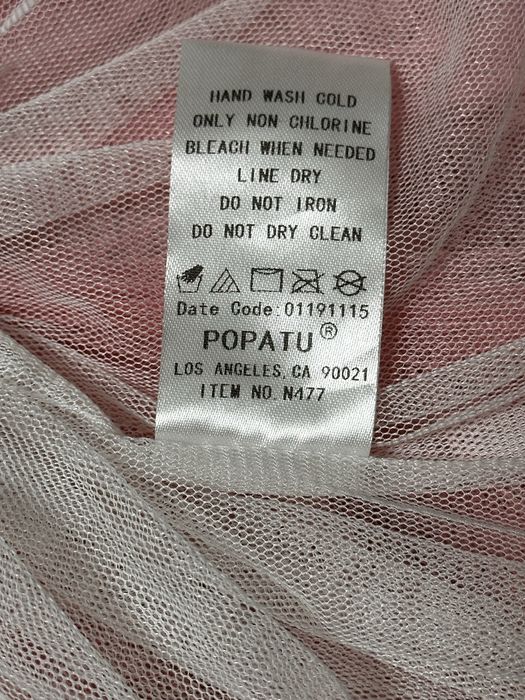 HAND WASH COLD
ONLY NON CHLORINE
BLEACH WHEN NEEDED
LINE DRY
DO NOT IRON
DO NOT DRY CLEAN
Date Code:01191115
POPATU®
LOS ANGELES, CA 90021
ITEM NO. N477